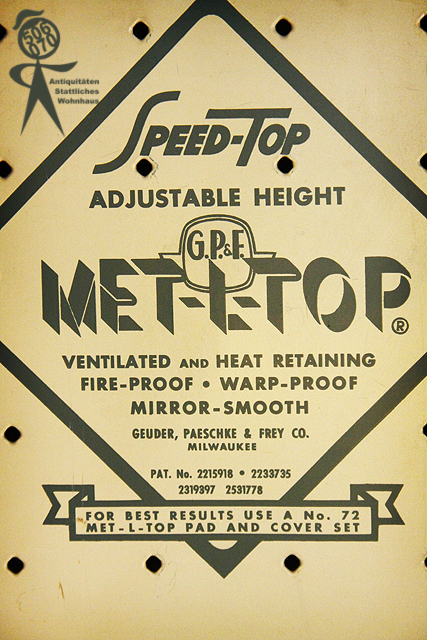 505
070
Antiquitäten
Stattliches
Wohnhaus
SPEED-TOP
ADJUSTABLE HEIGHT
G.P.&F.
MET-L-TOP®
VENTILATED AND HEAT RETAINING
FIRE-PROOF • WARP-PROOF
MIRROR-SMOOTH
GEUDER, PAESCHKE & FREY CO.
MILWAUKEE
PAT. No. 2215918 • 2233735
2319397 2531778
FOR BEST RESULTS USE A No. 72
MET-L-TOP PAD AND COVER SET